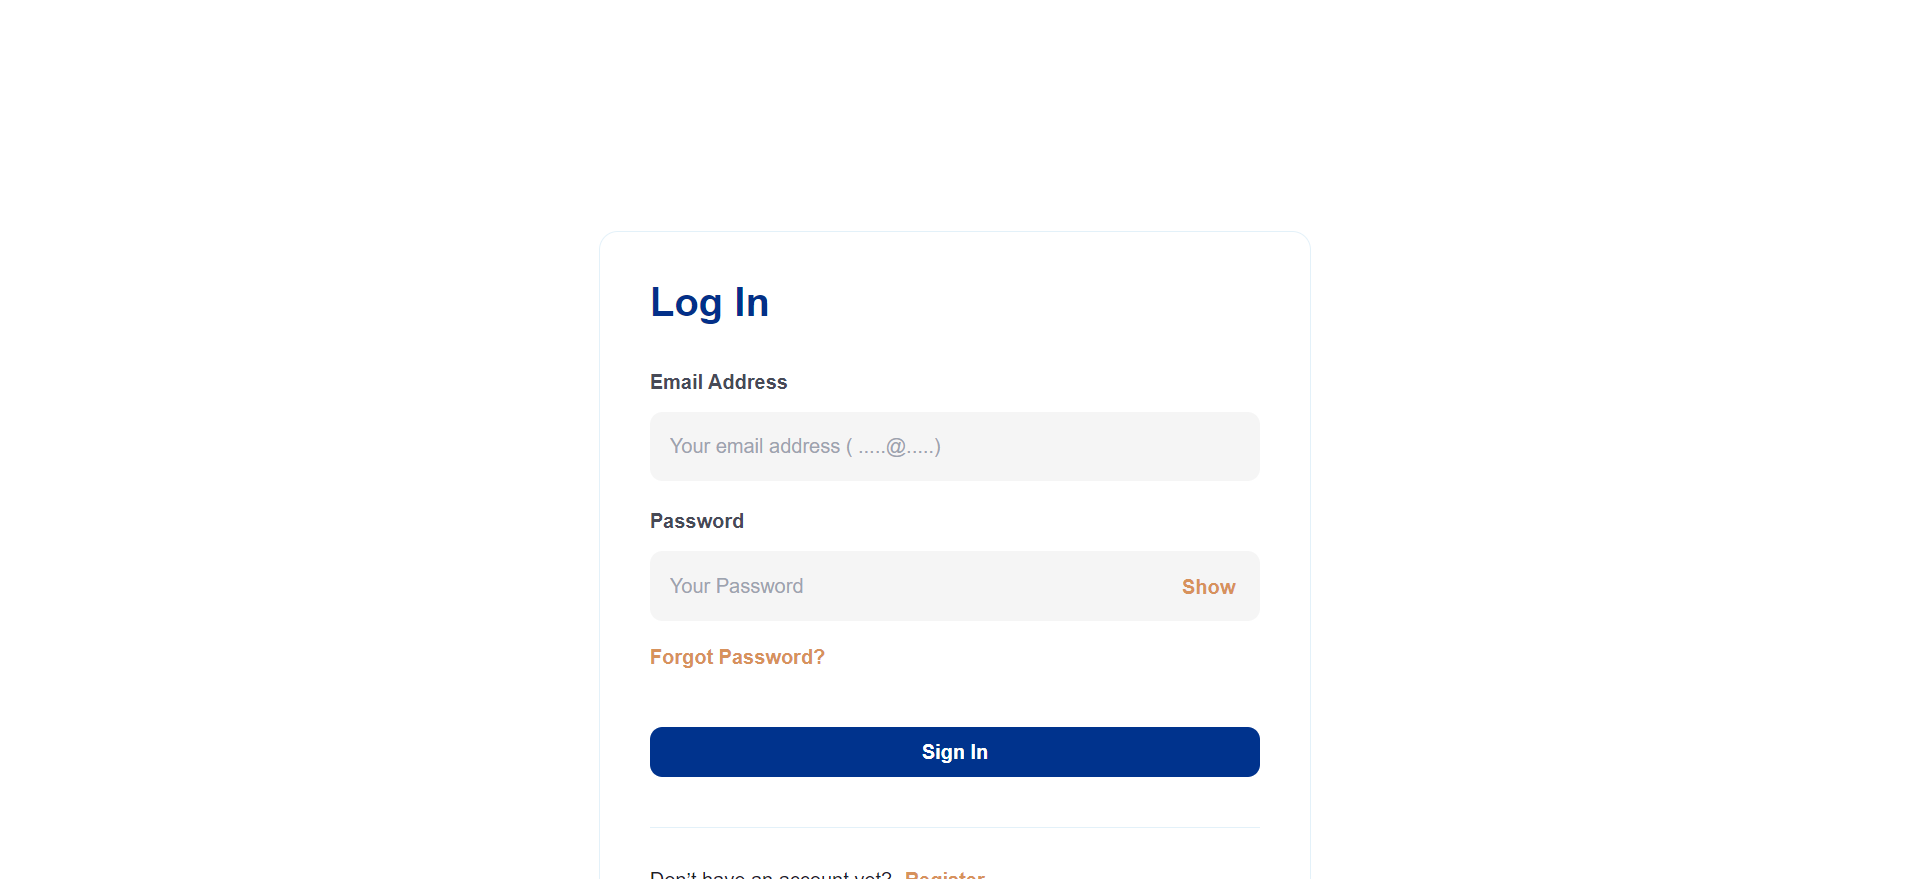 Log In
Email Address
Your email address ( .....@.....)
Password
Your Password Show
Forgot Password?
Sign In
Don't have an account yet? Register